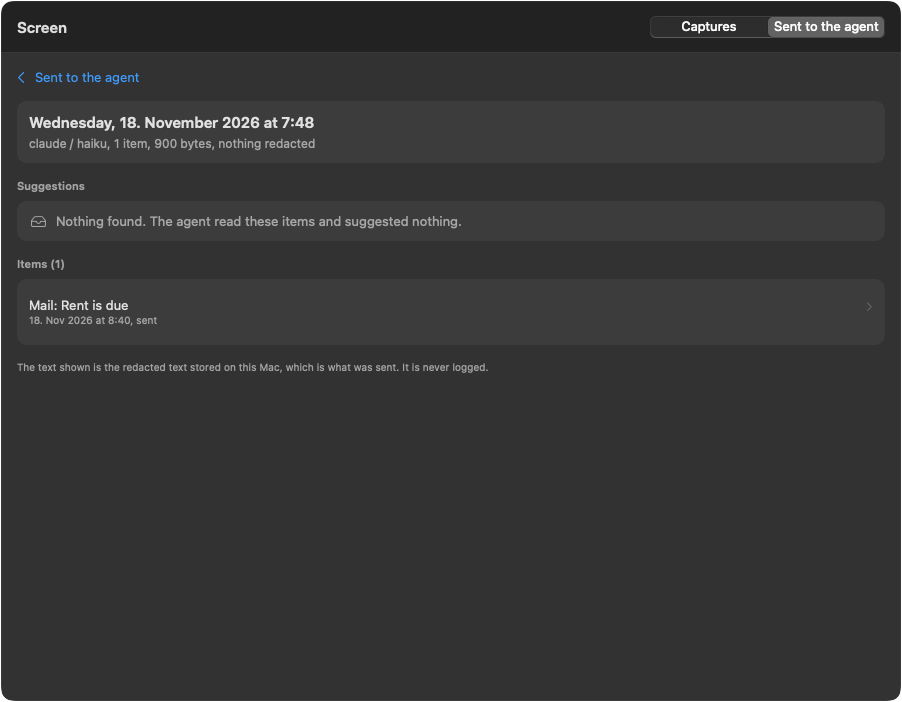 Screen
Captures
Sent to the agent
Sent to the agent
Wednesday, 18. November 2026 at 7:48
claude / haiku, 1 item, 900 bytes, nothing redacted
Suggestions
Nothing found. The agent read these items and suggested nothing.
Items (1)
Mail: Rent is due
18. Nov 2026 at 8:40, sent
The text shown is the redacted text stored on this Mac, which is what was sent. It is never logged.